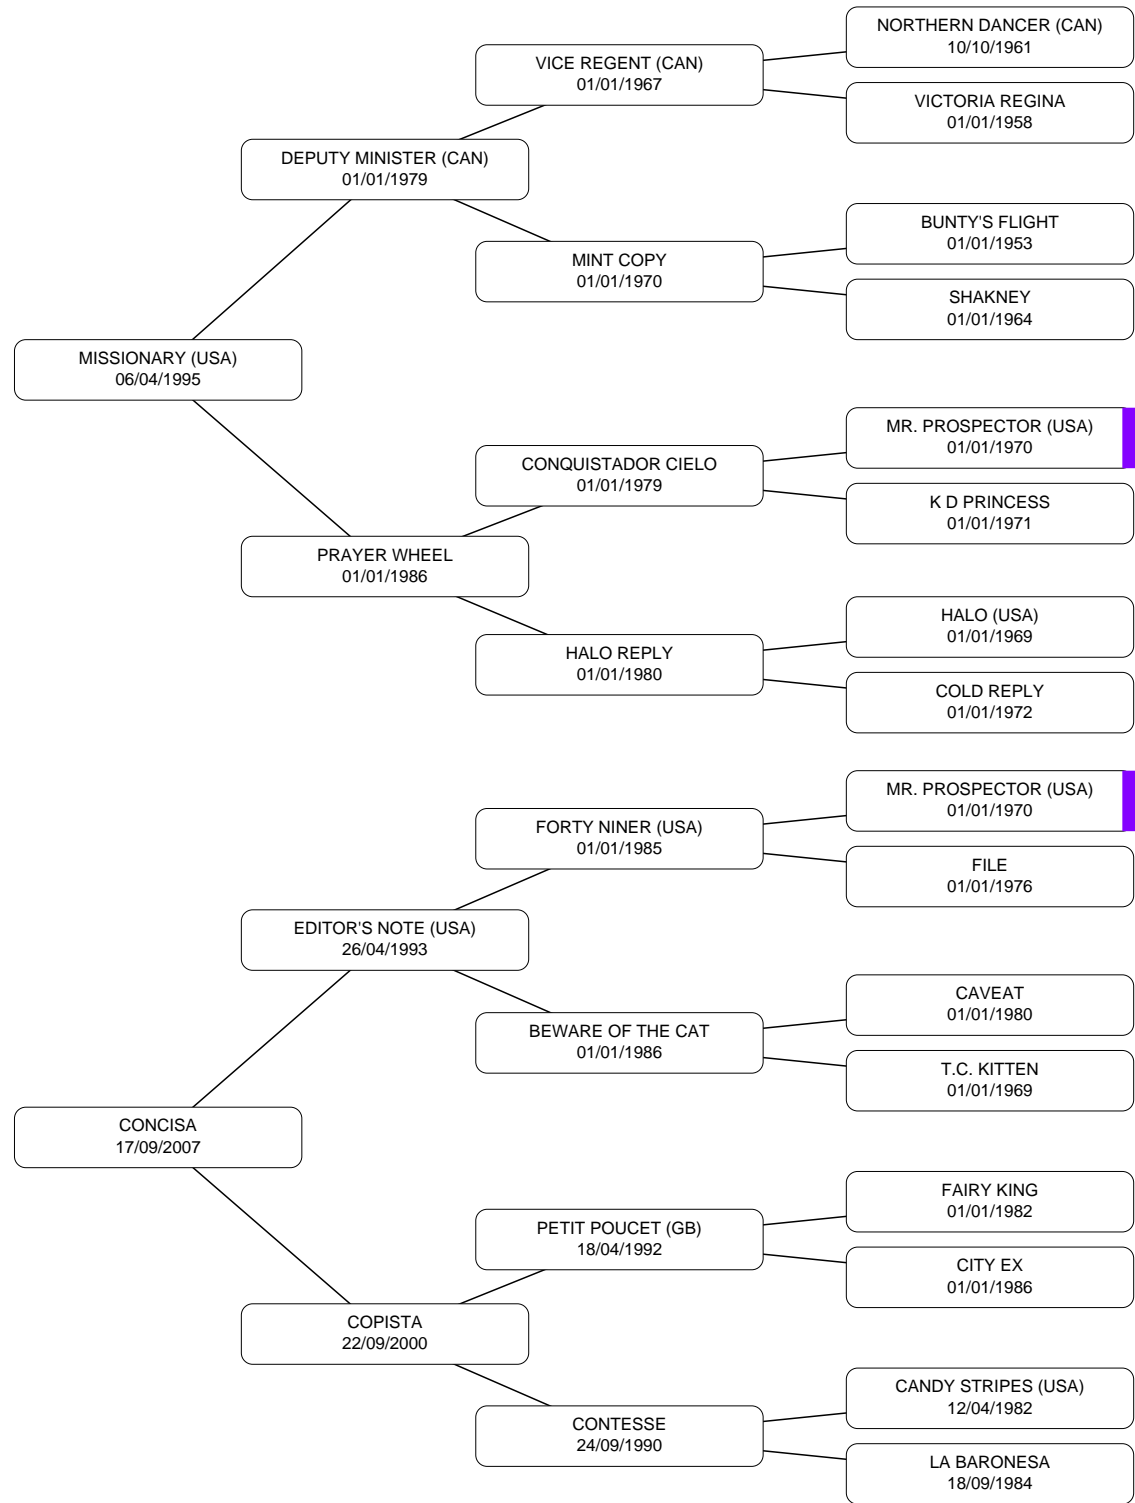 NORTHERN DANCER (CAN)
10/10/1961
VICE REGENT (CAN)
01/01/1967
VICTORIA REGINA
01/01/1958
DEPUTY MINISTER (CAN)
01/01/1979
BUNTY'S FLIGHT
01/01/1953
MINT COPY
01/01/1970
SHAKNEY
01/01/1964
MISSIONARY (USA)
06/04/1995
MR. PROSPECTOR (USA)
01/01/1970
CONQUISTADOR CIELO
01/01/1979
K D PRINCESS
01/01/1971
PRAYER WHEEL
01/01/1986
HALO (USA)
01/01/1969
HALO REPLY
01/01/1980
COLD REPLY
01/01/1972
MR. PROSPECTOR (USA)
01/01/1970
FORTY NINER (USA)
01/01/1985
FILE
01/01/1976
EDITOR'S NOTE (USA)
26/04/1993
CAVEAT
01/01/1980
BEWARE OF THE CAT
01/01/1986
T.C. KITTEN
01/01/1969
CONCISA
17/09/2007
FAIRY KING
01/01/1982
PETIT POUCET (GB)
18/04/1992
CITY EX
01/01/1986
COPISTA
22/09/2000
CANDY STRIPES (USA)
12/04/1982
CONTESSE
24/09/1990
LA BARONESA
18/09/1984